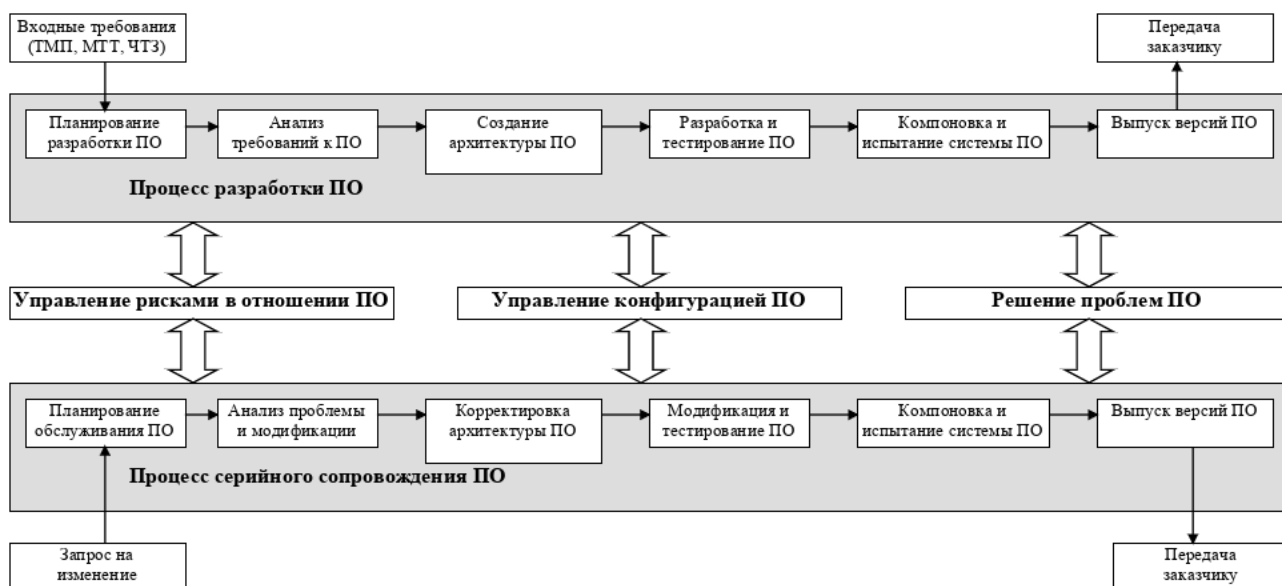 Входные требования
(ТМП, МТТ, ЧТЗ)
Передача
заказчику
Планирование
разработки ПО
Анализ
требований к ПО
Создание
архитектуры ПО
Разработка и
тестирование ПО
Компоновка и
испытание системы ПО
Выпуск версий ПО
Процесс разработки ПО
Управление рисками в отношении ПО
Управление конфигурацией ПО
Решение проблем ПО
Планирование
обслуживания ПО
Анализ проблемы
и модификации
Корректировка
архитектуры ПО
Модификация и
тестирование ПО
Компоновка и
испытание системы ПО
Выпуск версий ПО
Процесс серийного сопровождения ПО
Запрос на
изменение
Передача
заказчику